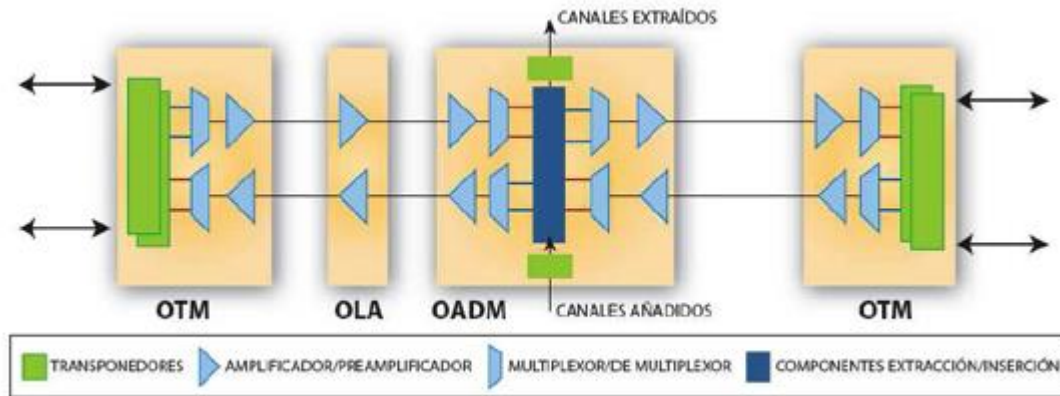 CANALES EXTRAÍDOS
OTM
OLA
OADM
CANALES AÑADIDOS
OTM
TRANSPONEDORES
AMPLIFICADOR/PREAMPLIFICADOR
MULTIPLEXOR/DE MULTIPLEXOR
COMPONENTES EXTRACCIÓN/INSERCIÓN